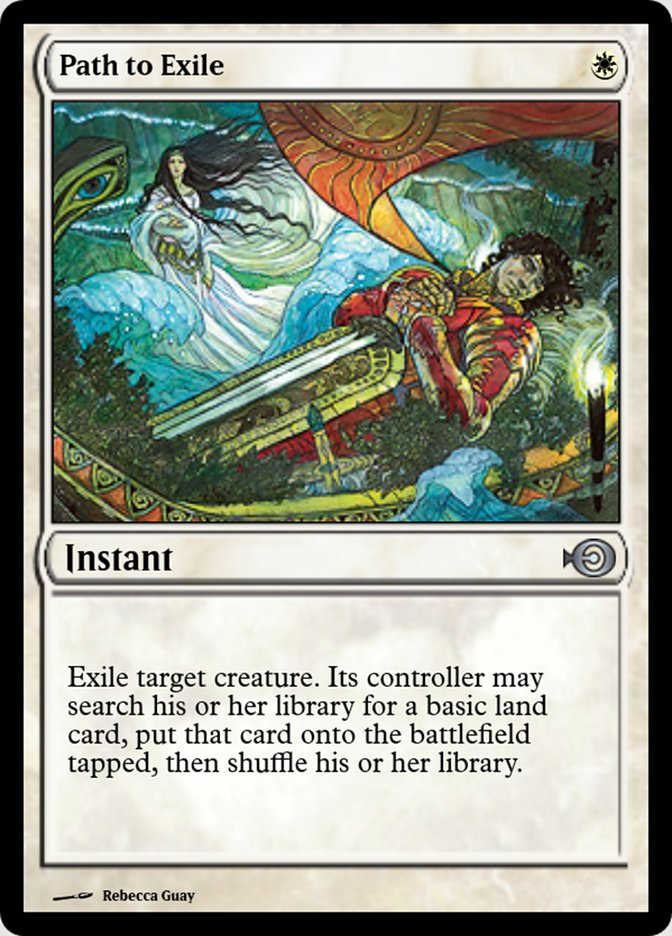 Path to Exile
Instant
Exile target creature. Its controller may
search his or her library for a basic land
card, put that card onto the battlefield
tapped, then shuffle his or her library.
Rebecca Guay